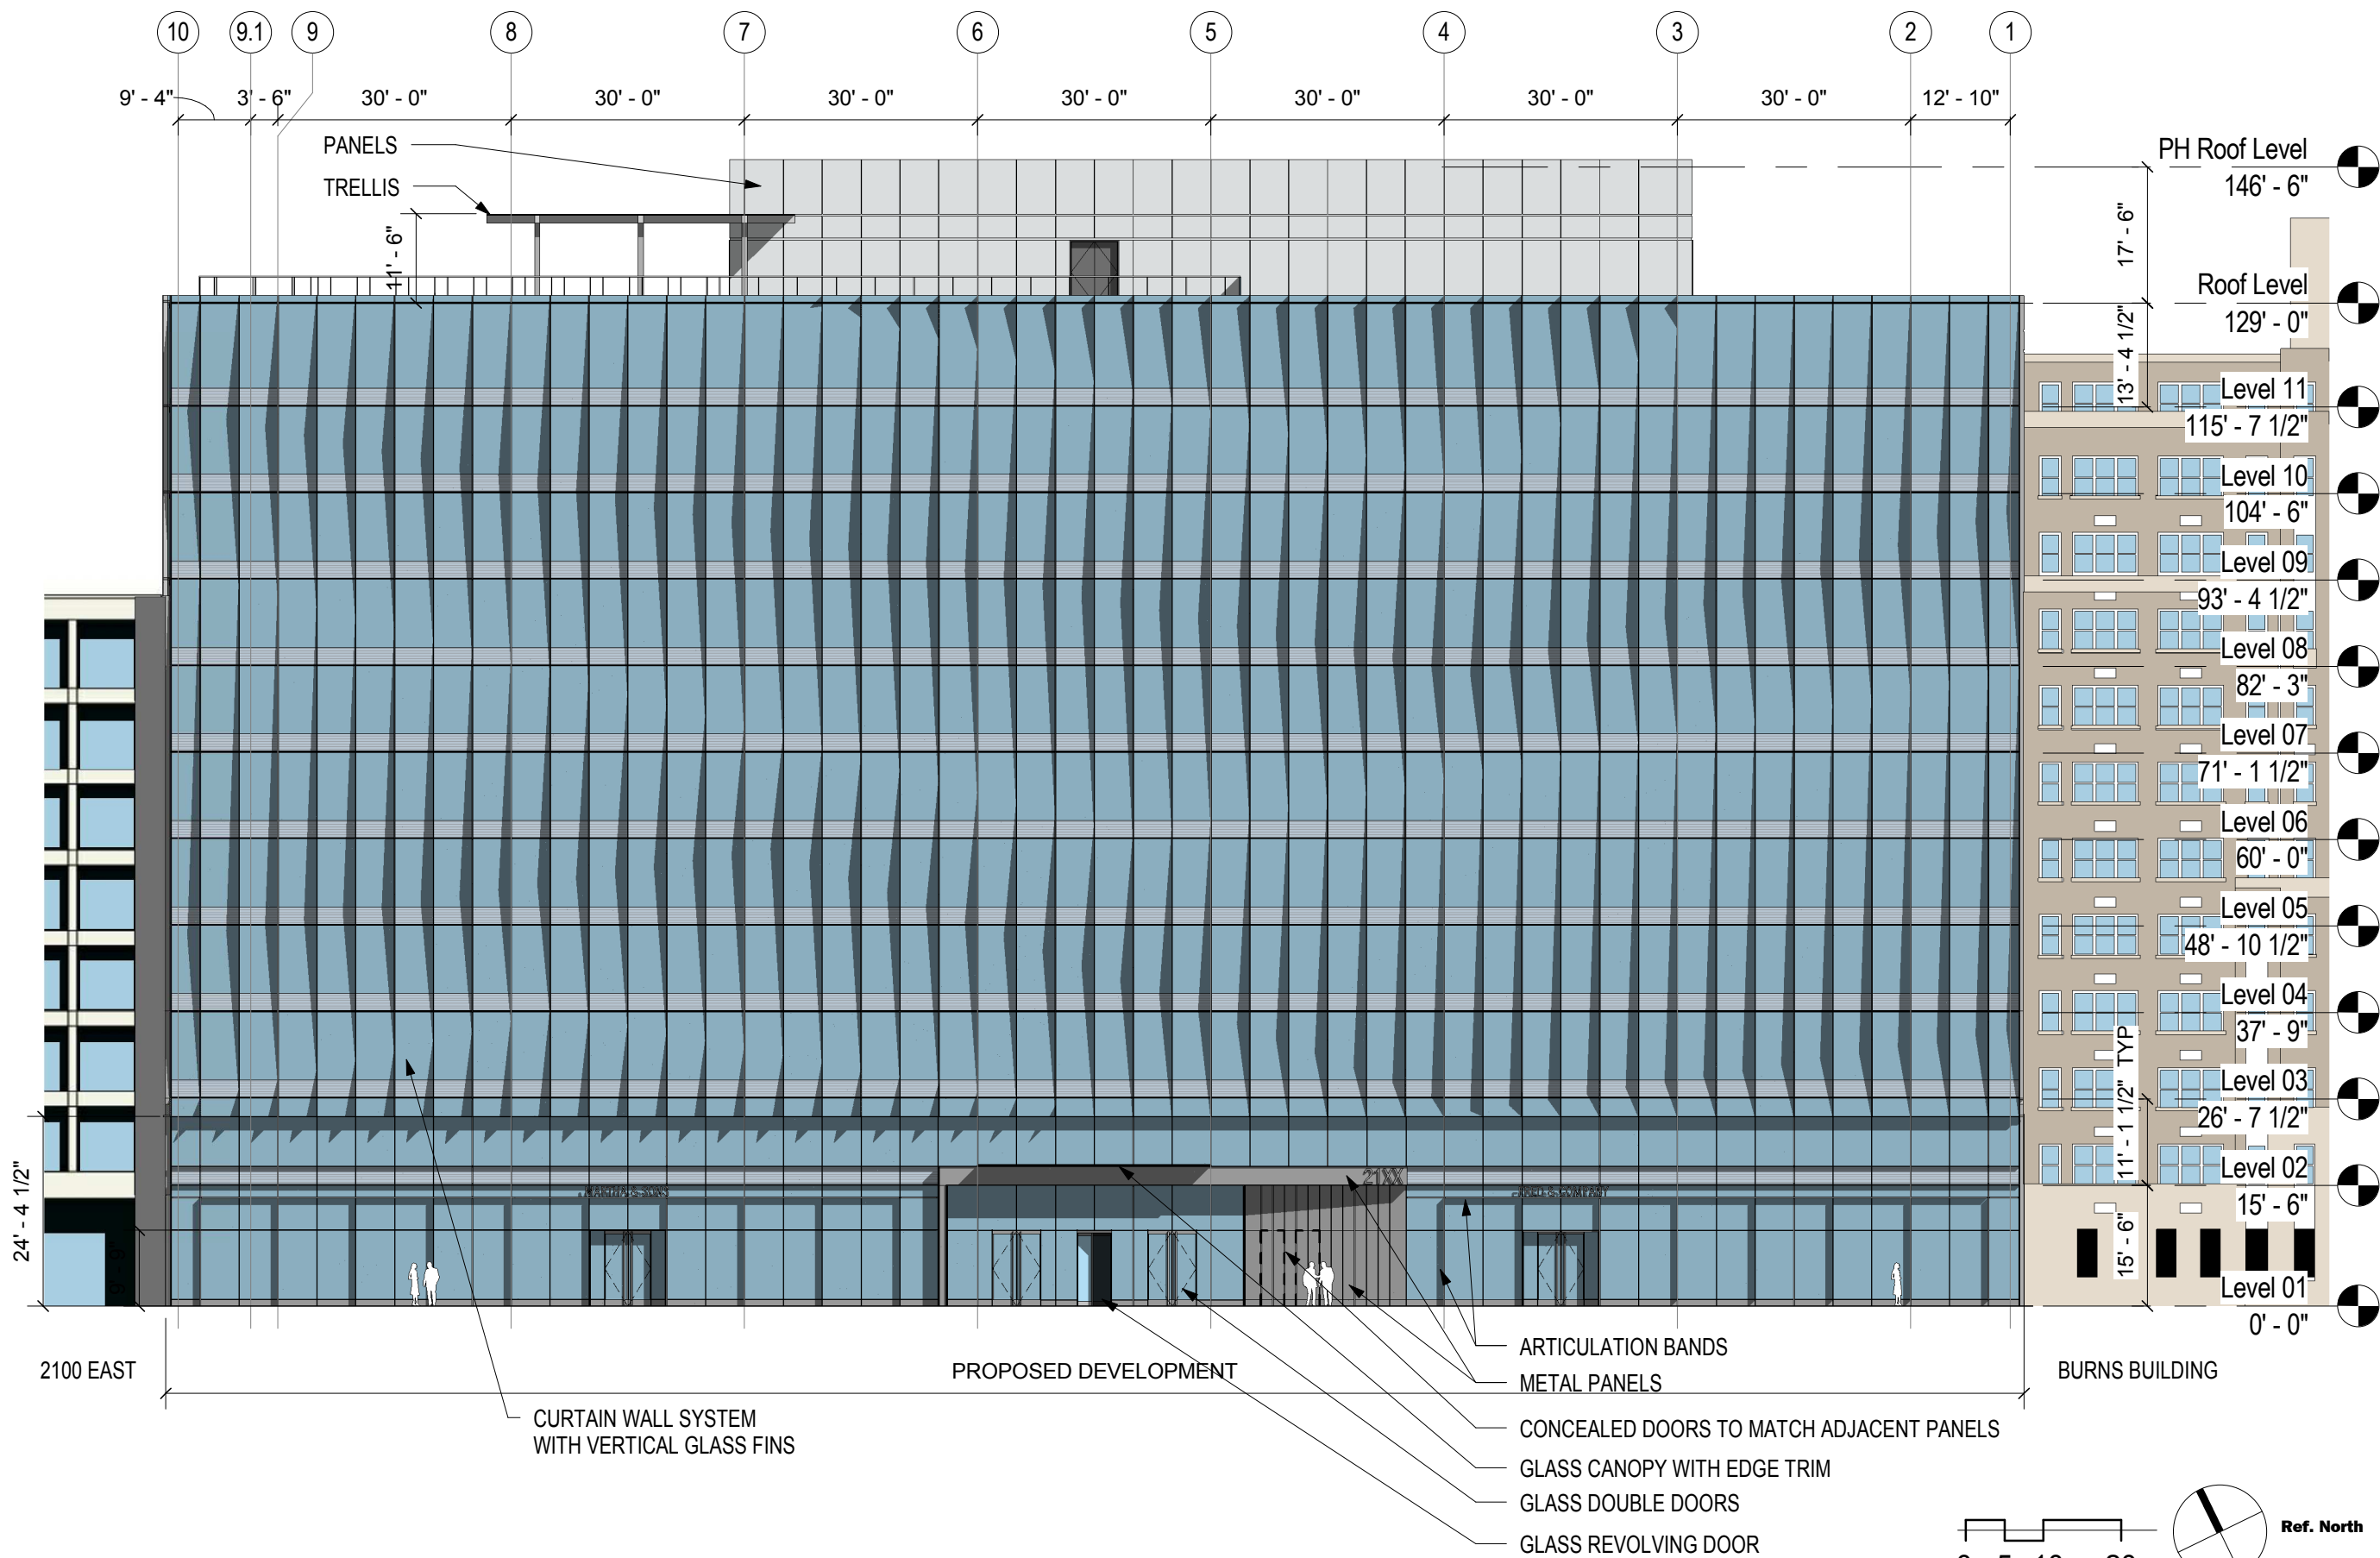 10 9.1 9 8 7 6 5 4 3 2 1
9' - 4" 3' - 6" 30' - 0" 30' - 0" 30' - 0" 30' - 0" 30' - 0" 30' - 0" 30' - 0" 12' - 10"
PANELS
TRELLIS
11' - 6"
PH Roof Level
146' - 6"
17' - 6"
Roof Level
129' - 0"
13' - 4 1/2"
Level 11
115' - 7 1/2"
Level 10
104' - 6"
Level 09
93' - 4 1/2"
Level 08
82' - 3"
Level 07
71' - 1 1/2"
Level 06
60' - 0"
Level 05
48' - 10 1/2"
Level 04
37' - 9"
11' - 1 1/2" TYP
Level 03
26' - 7 1/2"
Level 02
15' - 6"
15' - 6"
Level 01
0' - 0"
24' - 4 1/2"
21XX
2100 EAST
PROPOSED DEVELOPMENT
BURNS BUILDING
CURTAIN WALL SYSTEM
WITH VERTICAL GLASS FINS
ARTICULATION BANDS
METAL PANELS
CONCEALED DOORS TO MATCH ADJACENT PANELS
GLASS CANOPY WITH EDGE TRIM
GLASS DOUBLE DOORS
GLASS REVOLVING DOOR
Ref. North